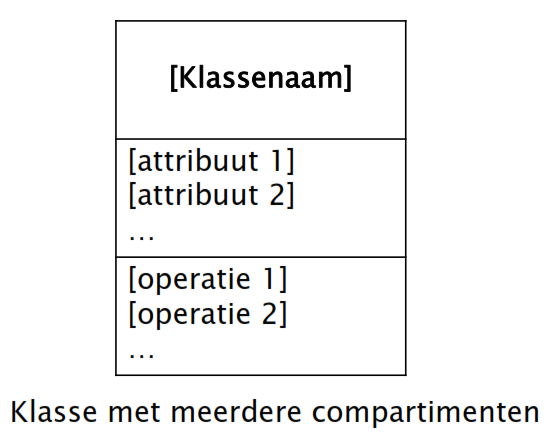 [Klassenaam]
[attribuut 1]
[attribuut 2]
...
[operatie 1]
[operatie 2]
...
Klasse met meerdere compartimenten